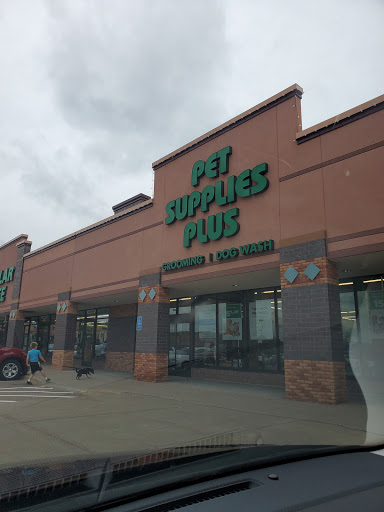 PET
SUPPLIES
PLUS
GROOMING | DOG WASH